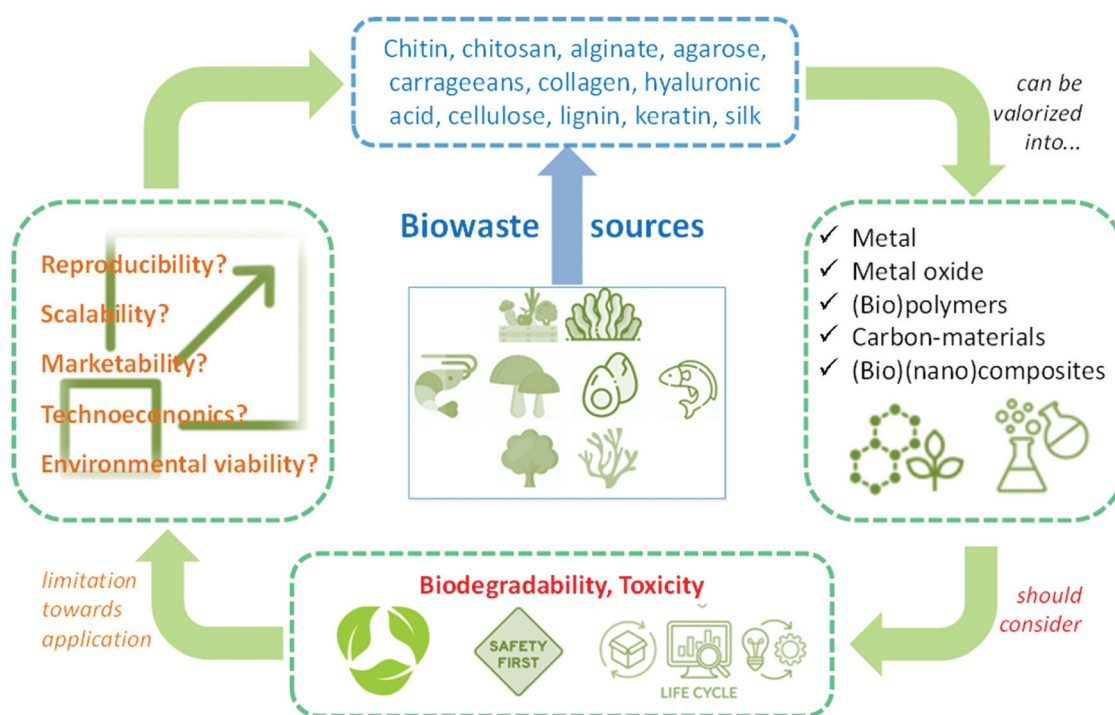 Chitin, chitosan, alginate, agarose,
carrageeans, collagen, hyaluronic
acid, cellulose, lignin, keratin, silk
can be
valorized
into...
Biowaste sources
Reproducibility?
Scalability?
Marketability?
Technoecononics?
Environmental viability?
✓ Metal
✓ Metal oxide
✓ (Bio)polymers
✓ Carbon-materials
✓ (Bio)(nano)composites
limitation
towards
application
Biodegradability, Toxicity
SAFETY
FIRST
LIFE CYCLE
should
consider